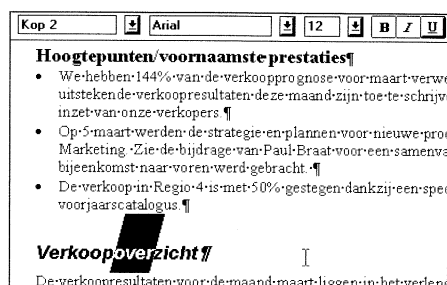 Kop 2 Arial 12 B I U
Hoogtepunten/voornaamste prestaties¶
• We·hebben·144%·van·de·verkoopprognose·voor·maart·verwe
uitstekende·verkoopresultaten·deze·maand·zijn·toe·te·schrijv
inzet·van·onze·verkopers.¶
• Op·5·maart·werden·de·strategie·en·plannen·voor·nieuwe·proc
Marketing.·Zie·de·bijdrage·van·Paul·Braat·voor·een·samenva
bijeenkomst·naar·voren·werd·gebracht.·¶
• De·verkoop·in·Regio·4·is·met·50%·gestegen·dankzij·een·spec
voorjaarscatalogus.¶
Verkoopoverzicht¶
De·verkoopresultaten·voor·de·maand·maart·liggen·in·het·verleng